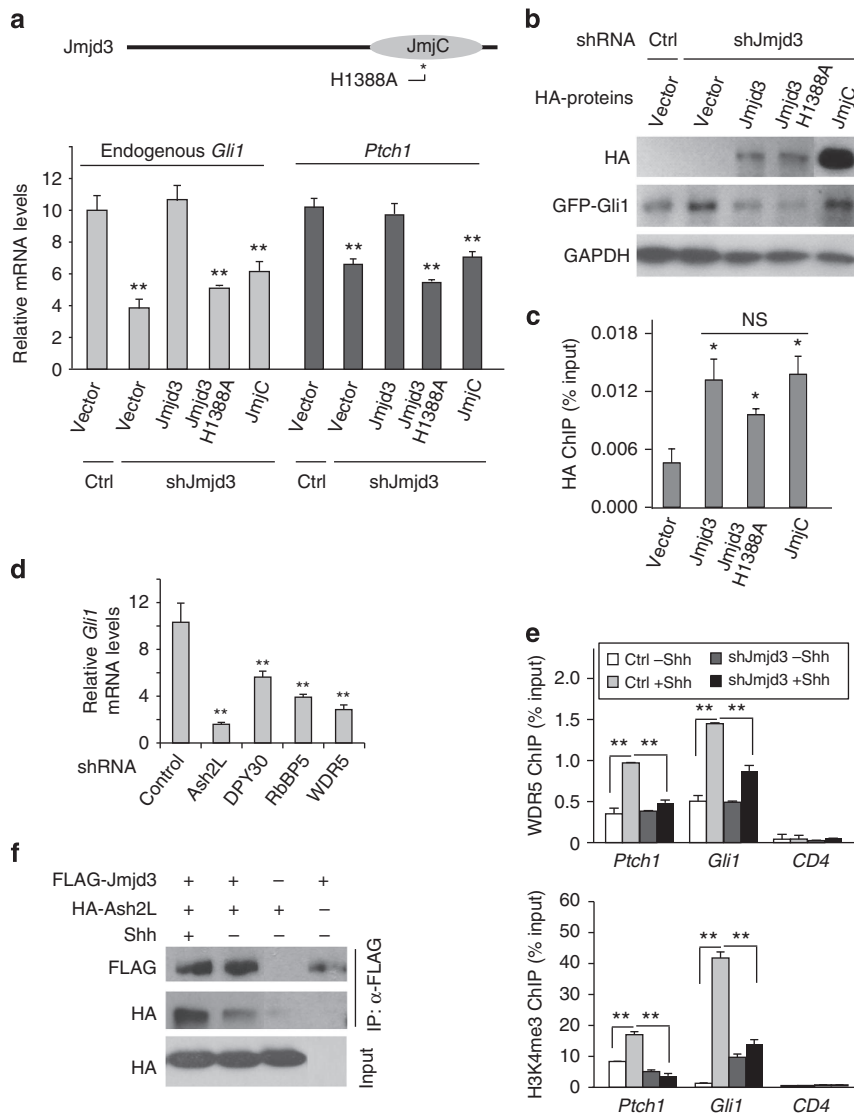 a
Jmjd3
JmjC
*
H1388A
Endogenous Gli1
Ptch1
Relative mRNA levels
14
12
10
8
6
4
2
0
**
**
**
**
**
**
Vector
Vector
Jmjd3
Jmjd3
H1388A
JmjC
Vector
Vector
Jmjd3
Jmjd3
H1388A
JmjC
Ctrl
shJmjd3
Ctrl
shJmjd3
b
shRNA
Ctrl
shJmjd3
HA-proteins
Vector
Vector
Jmjd3
Jmjd3
H1388A
JmjC
HA
GFP-Gli1
GAPDH
c
HA ChIP (% input)
0.018
0.012
0.006
0.000
NS
*
*
*
Vector
Jmjd3
Jmjd3
H1388A
JmjC
d
Relative Gli1
mRNA levels
12
8
4
0
**
**
**
**
shRNA
Control
Ash2L
DPY30
RbBP5
WDR5
e
Ctrl –Shh
shJmjd3 –Shh
Ctrl +Shh
shJmjd3 +Shh
WDR5 ChIP (% input)
2.0
1.5
1.0
0.5
0
** **
** **
Ptch1
Gli1
CD4
H3K4me3 ChIP (% input)
60
50
40
30
20
10
0
** **
** **
Ptch1
Gli1
CD4
f
FLAG-Jmjd3 + + – +
HA-Ash2L + + + –
Shh + – – –
FLAG
HA
IP: α-FLAG
HA
Input